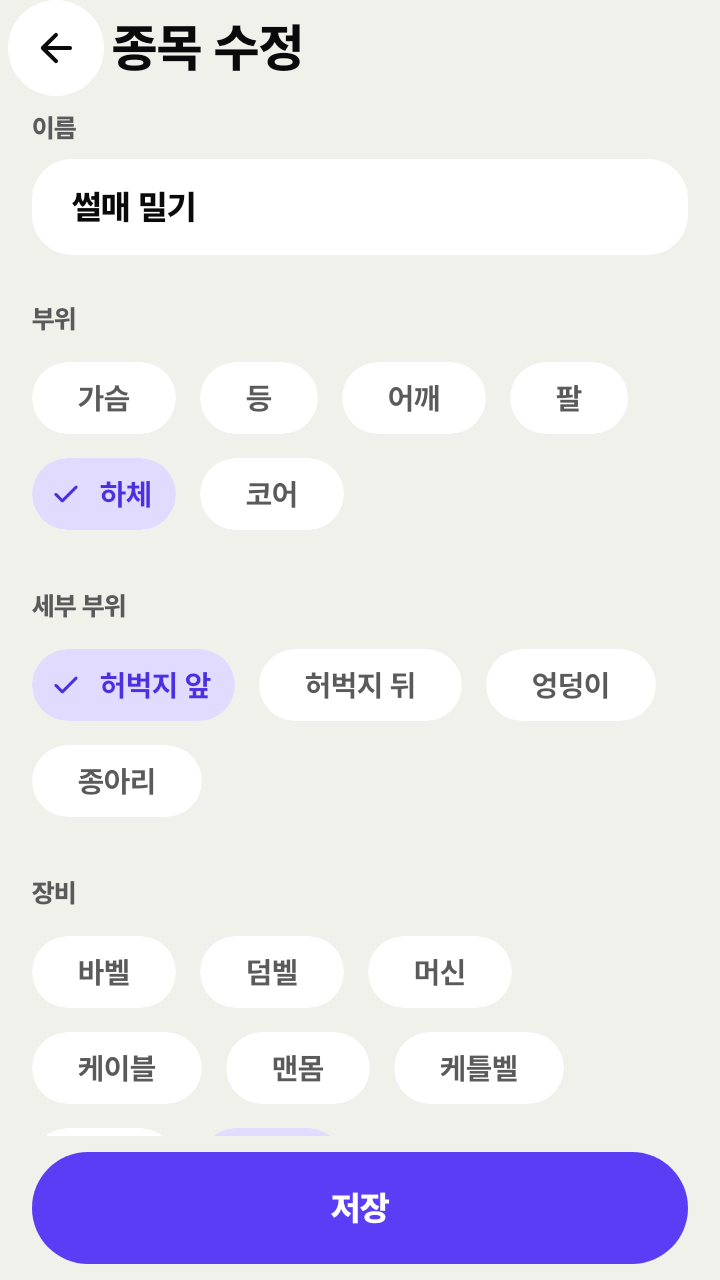 종목 수정
이름
썰매 밀기
부위
가슴 등 어깨 팔
하체 코어
세부 부위
허벅지 앞 허벅지 뒤 엉덩이
종아리
장비
바벨 덤벨 머신
케이블 맨몸 케틀벨
저장